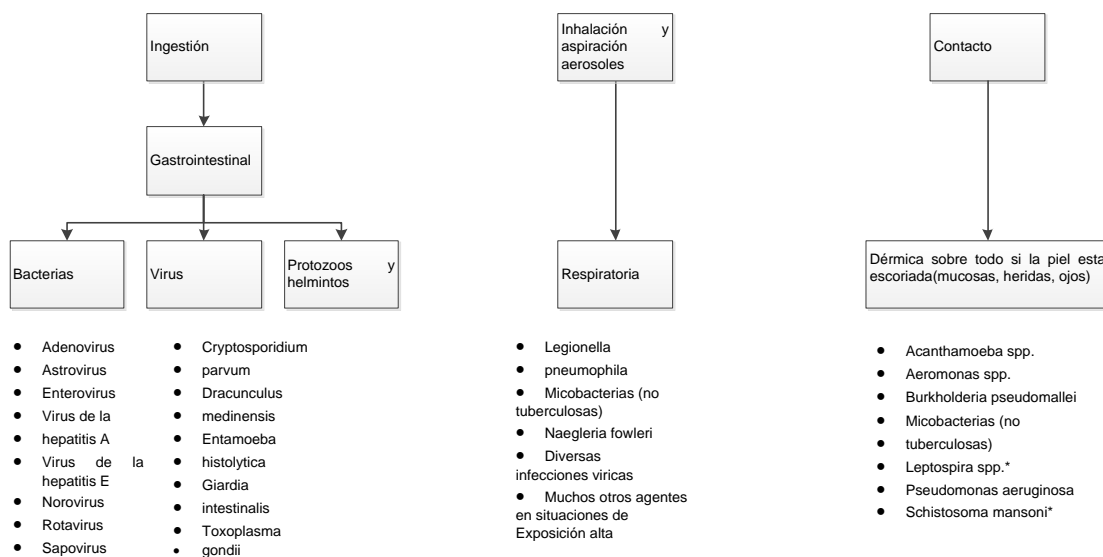 Ingestión
Gastrointestinal
Bacterias
Virus
Protozoos y
helmintos
● Adenovirus
● Astrovirus
● Enterovirus
● Virus de la
● hepatitis A
● Virus de la
hepatitis E
● Norovirus
● Rotavirus
● Sapovirus
● Cryptosporidium
● parvum
● Dracunculus
● medinensis
● Entamoeba
● histolytica
● Giardia
● intestinalis
● Toxoplasma
● gondii
Inhalación y
aspiración
aerosoles
Respiratoria
● Legionella
● pneumophila
● Micobacterias (no
tuberculosas)
● Naegleria fowleri
● Diversas
infecciones viricas
● Muchos otros agentes
en situaciones de
Exposición alta
Contacto
Dérmica sobre todo si la piel esta
escoriada(mucosas, heridas, ojos)
● Acanthamoeba spp.
● Aeromonas spp.
● Burkholderia pseudomallei
● Micobacterias (no
● tuberculosas)
● Leptospira spp.*
● Pseudomonas aeruginosa
● Schistosoma mansoni*